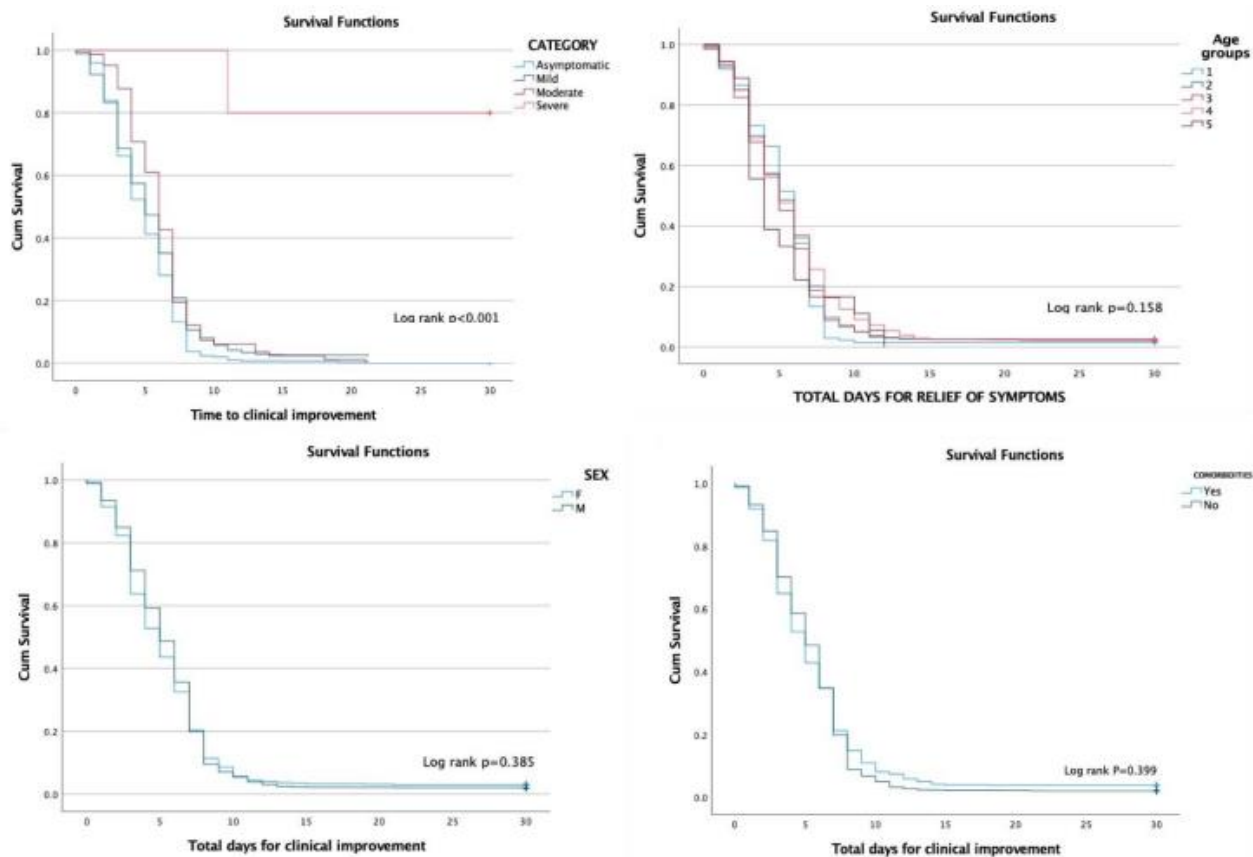 Survival Functions
CATEGORY
Asymptomatic
Mild
Moderate
Severe
1.0
0.8
0.6
0.4
0.2
0.0
Cum Survival
Log rank p<0.001
0 5 10 15 20 25 30
Time to clinical improvement
Survival Functions
Age
groups
1
2
3
4
5
1.0
0.8
0.6
0.4
0.2
0.0
Cum Survival
Log rank p=0.158
0 5 10 15 20 25 30
TOTAL DAYS FOR RELIEF OF SYMPTOMS
Survival Functions
SEX
F
M
1.0
0.8
0.6
0.4
0.2
0.0
Cum Survival
Log rank p=0.385
0 5 10 15 20 25 30
Total days for clinical improvement
Survival Functions
COMORBIDITIES
Yes
No
1.0
0.8
0.6
0.4
0.2
0.0
Cum Survival
Log rank P=0.399
0 5 10 15 20 25 30
Total days for clinical improvement